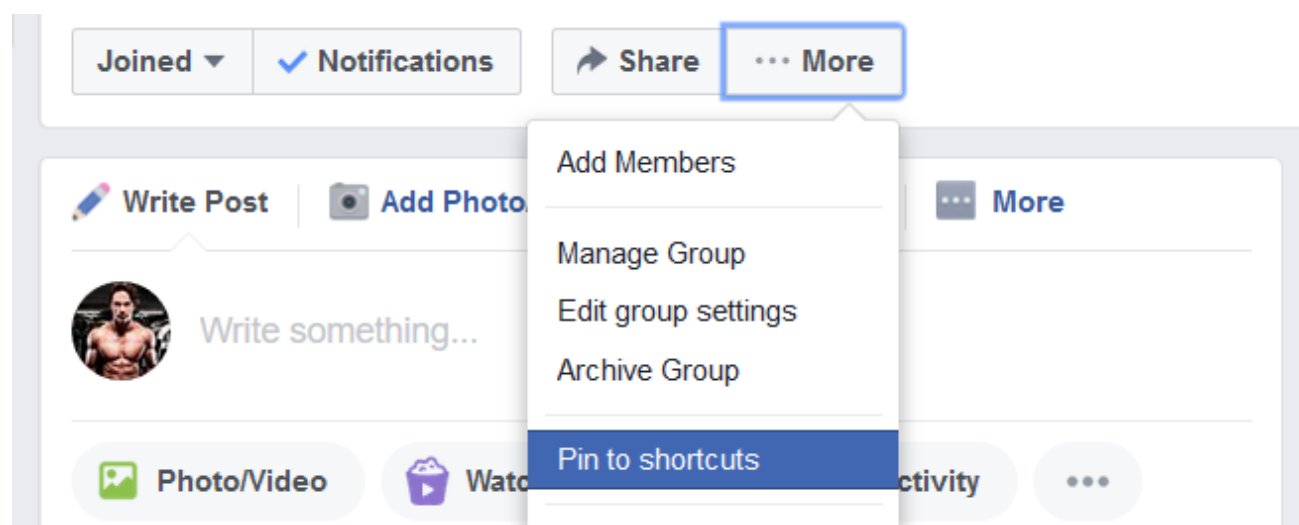 Joined Notifications Share ··· More
Add Members
Write Post Add Photo ··· More
Manage Group
Edit group settings
Write something...
Archive Group
Pin to shortcuts
Photo/Video Watc ctivity ···